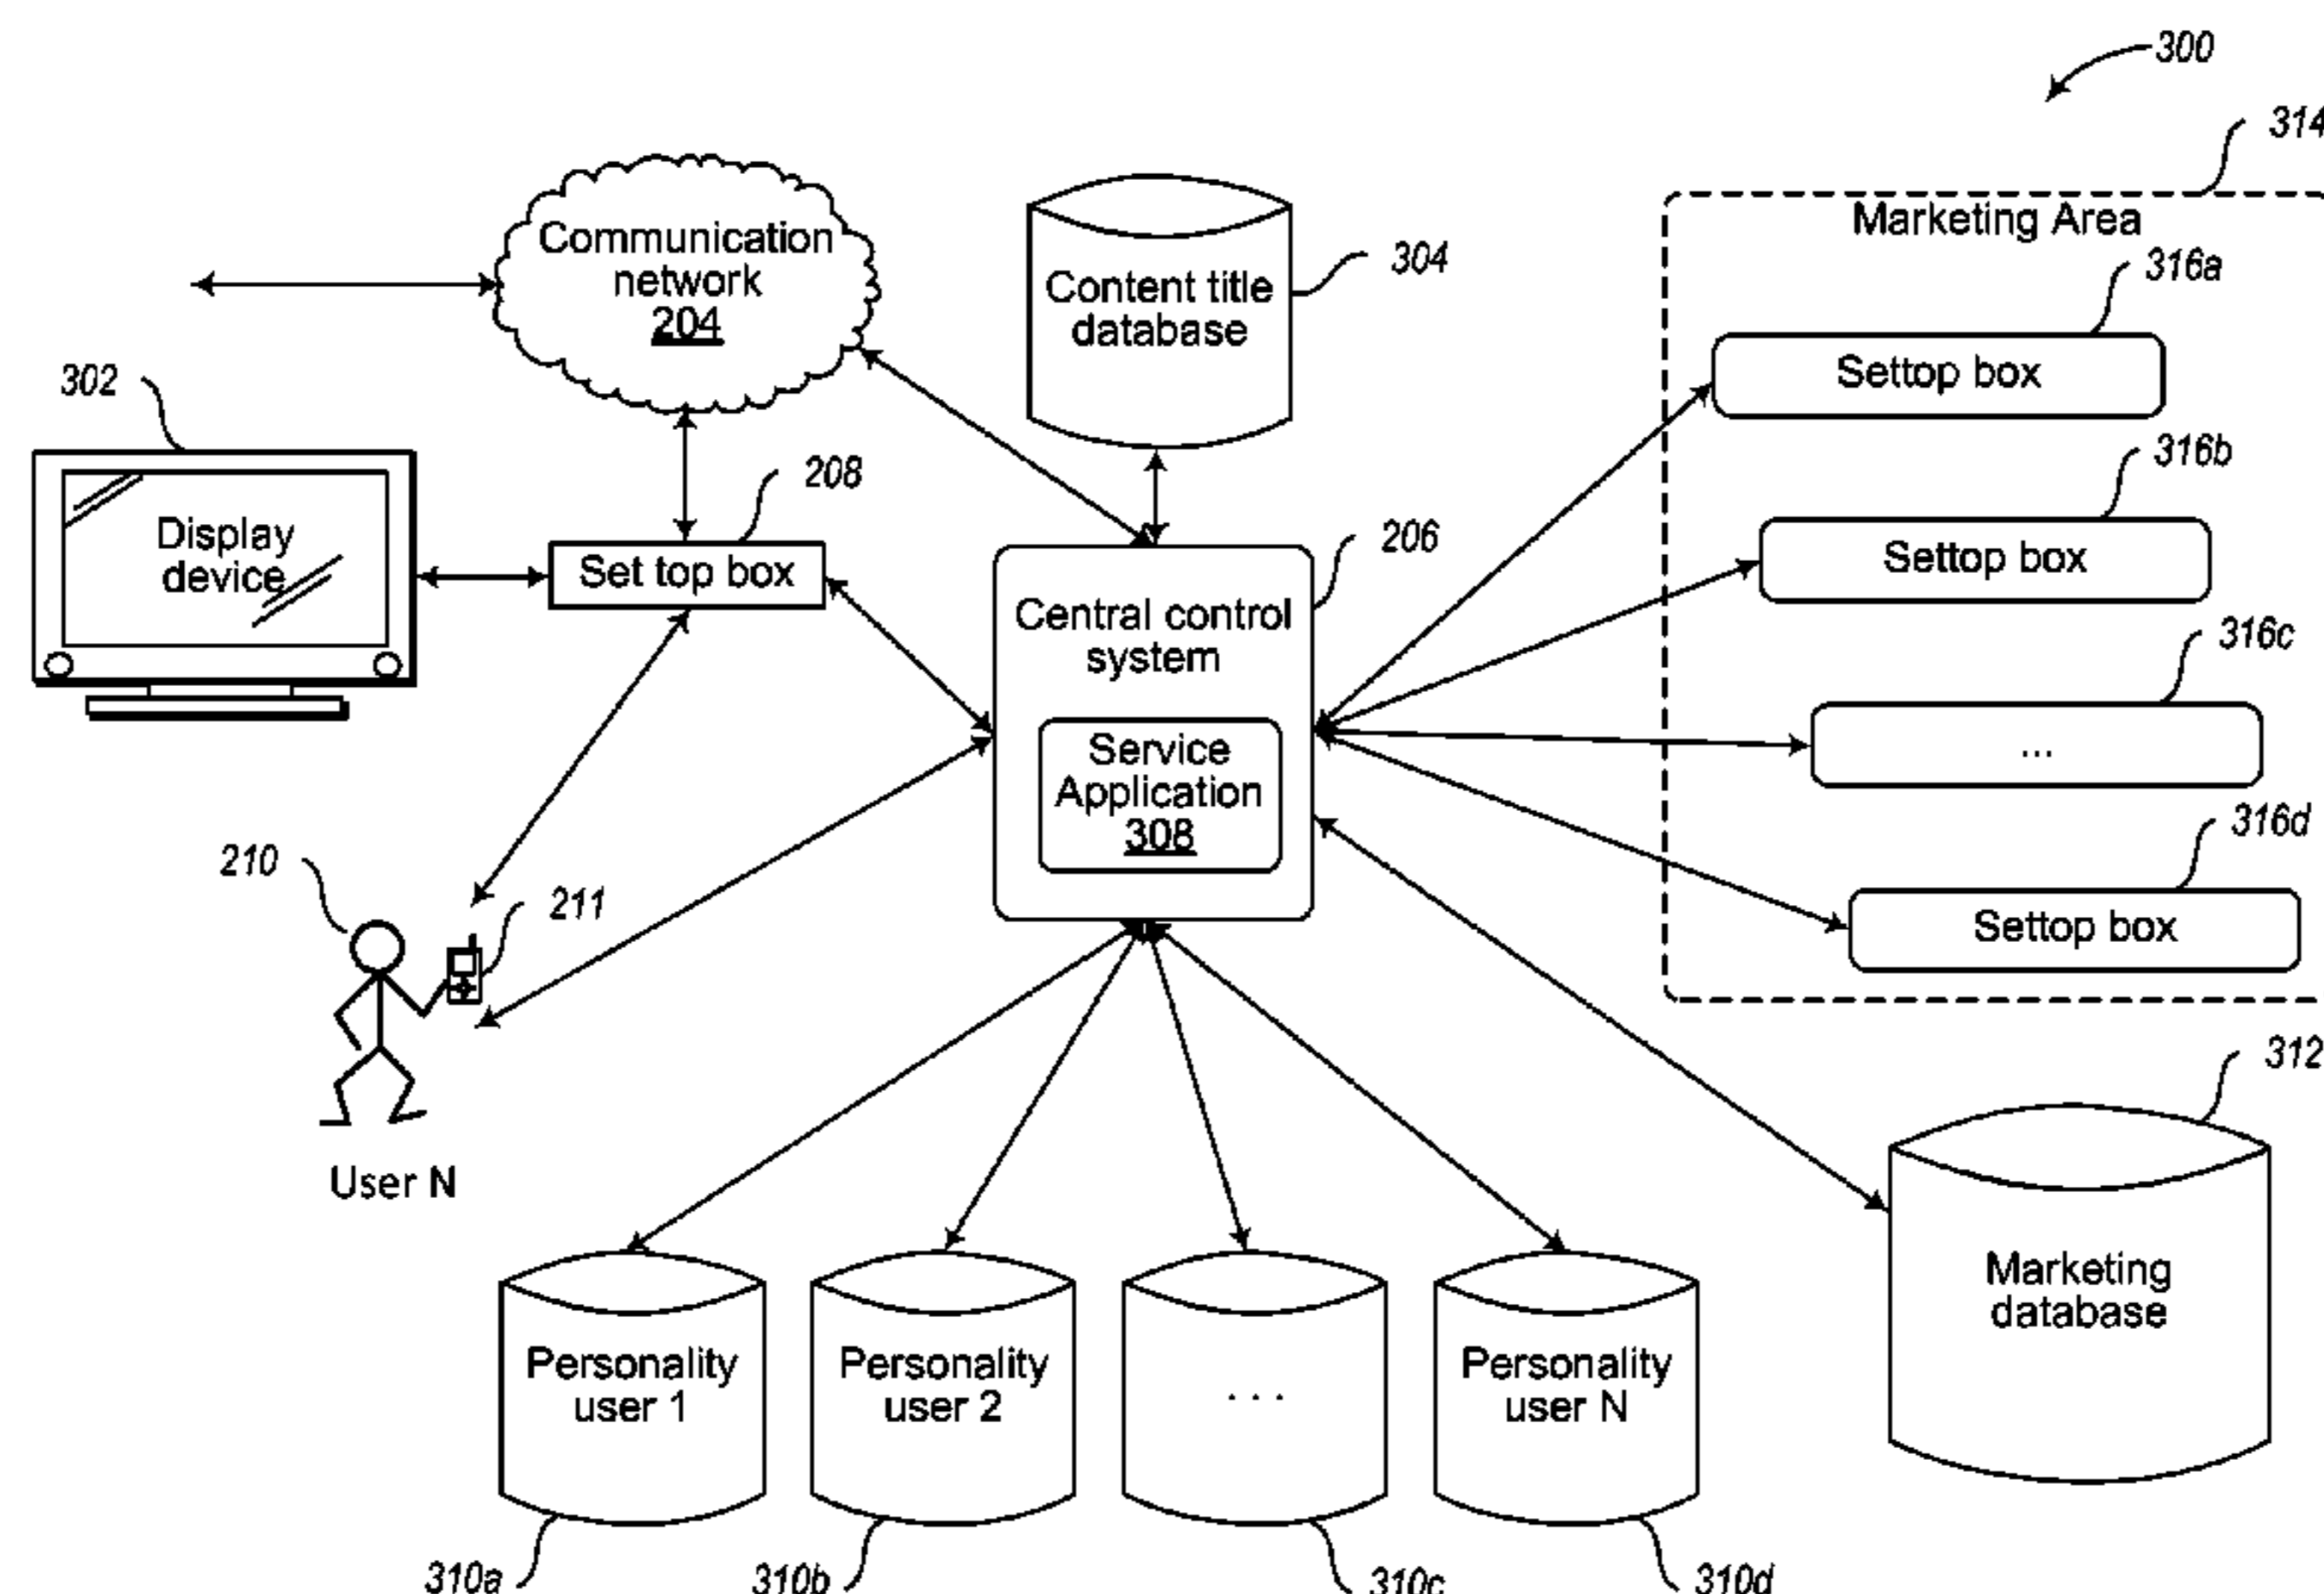 300
314
Marketing Area
Communication
network
204
Content title
database
304
316a
Settop box
302
316b
Settop box
208
Display
device
Set top box
206
Central control
system
316c
...
Service
Application
308
316d
Settop box
210
211
User N
312
Marketing
database
Personality
user 1
Personality
user 2
...
Personality
user N
310a
310b
310c
310d